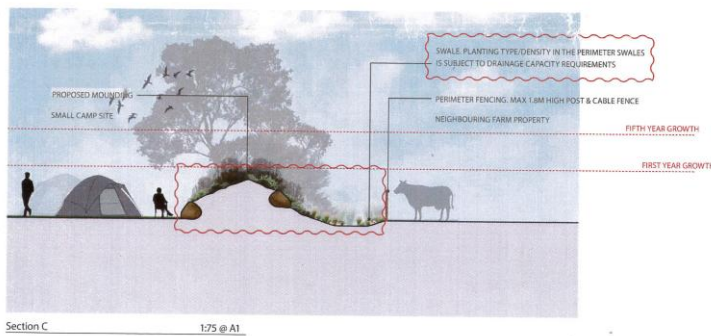 SWALE. PLANTING TYPE/DENSITY IN THE PERIMETER SWALES
IS SUBJECT TO DRAINAGE CAPACITY REQUIREMENTS
PROPOSED MOUNDING
PERIMETER FENCING. MAX 1.8M HIGH POST & CABLE FENCE
SMALL CAMP SITE
NEIGHBOURING FARM PROPERTY
FIFTH YEAR GROWTH
FIRST YEAR GROWTH
Section C
1:75 @ A1